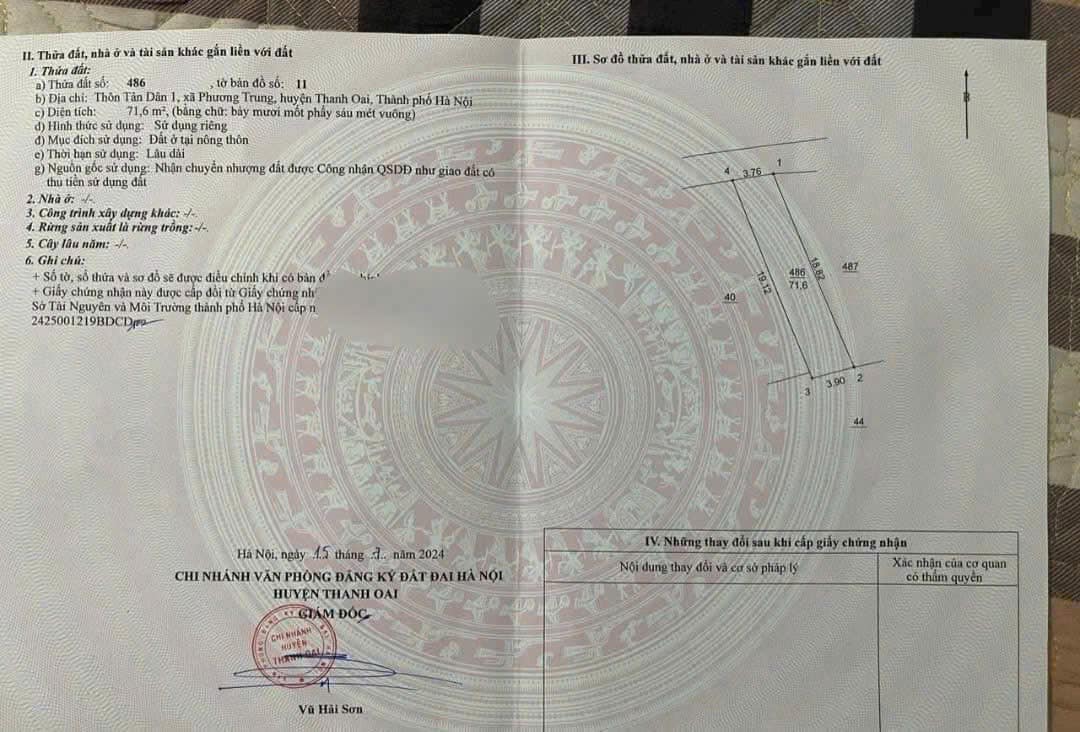 II. Thửa đất, nhà ở và tài sản khác gắn liền với đất
1. Thửa đất:
a) Thửa đất số: 486 , tờ bản đồ số: 11
b) Địa chỉ: Thôn Tân Dân 1, xã Phương Trung, huyện Thanh Oai, Thành phố Hà Nội
c) Diện tích: 71,6 m², (bằng chữ: bảy mươi mốt phẩy sáu mét vuông)
d) Hình thức sử dụng: Sử dụng riêng
đ) Mục đích sử dụng: Đất ở tại nông thôn
e) Thời hạn sử dụng: Lâu dài
g) Nguồn gốc sử dụng: Nhận chuyển nhượng đất được Công nhận QSDĐ như giao đất có
thu tiền sử dụng đất
2. Nhà ở: -/-.
3. Công trình xây dựng khác: -/-.
4. Rừng sản xuất là rừng trồng: -/-.
5. Cây lâu năm: -/-.
6. Ghi chú:
+ Số tờ, số thửa và sơ đồ sẽ được điều chỉnh khi có bản
+ Giấy chứng nhận này được cấp đổi từ Giấy chứng
Sở Tài Nguyên và Môi Trường thành phố Hà Nội cấp
2425001219BDCD
Hà Nội, ngày 15 tháng 7 năm 2024
CHI NHÁNH VĂN PHÒNG ĐĂNG KÝ ĐẤT ĐAI HÀ NỘI
HUYỆN THANH OAI
GIÁM ĐỐC
CHI NHÁNH
HUYỆN
THANH OAI
Vũ Hải Sơn
III. Sơ đồ thửa đất, nhà ở và tài sản khác gắn liền với đất
B
1
4 3.76
18.82
487
486
71,6
19.12
40
3 3.90 2
44
IV. Những thay đổi sau khi cấp giấy chứng nhận
Nội dung thay đổi và cơ sở pháp lý
Xác nhận của cơ quan
có thẩm quyền